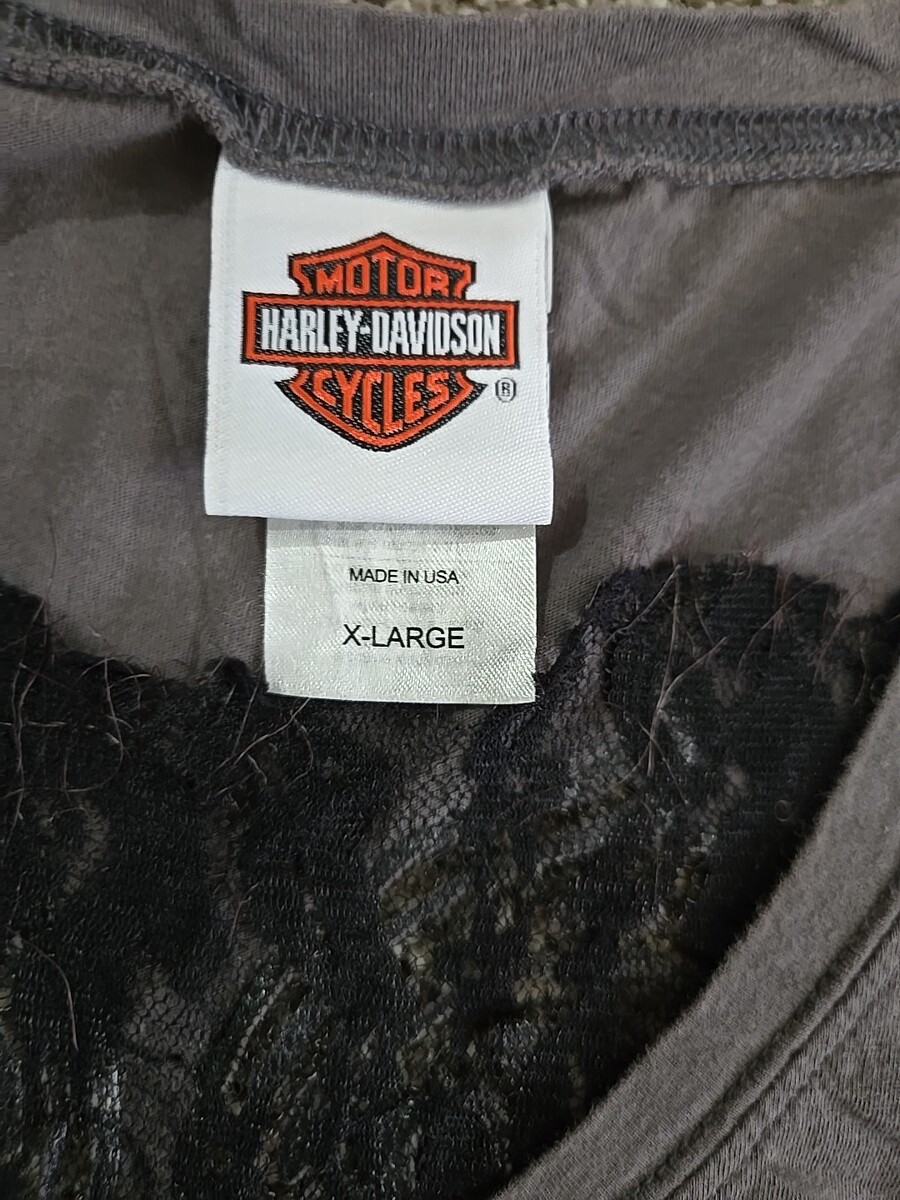 MOTOR
HARLEY-DAVIDSON
CYCLES
®
MADE IN USA
X-LARGE